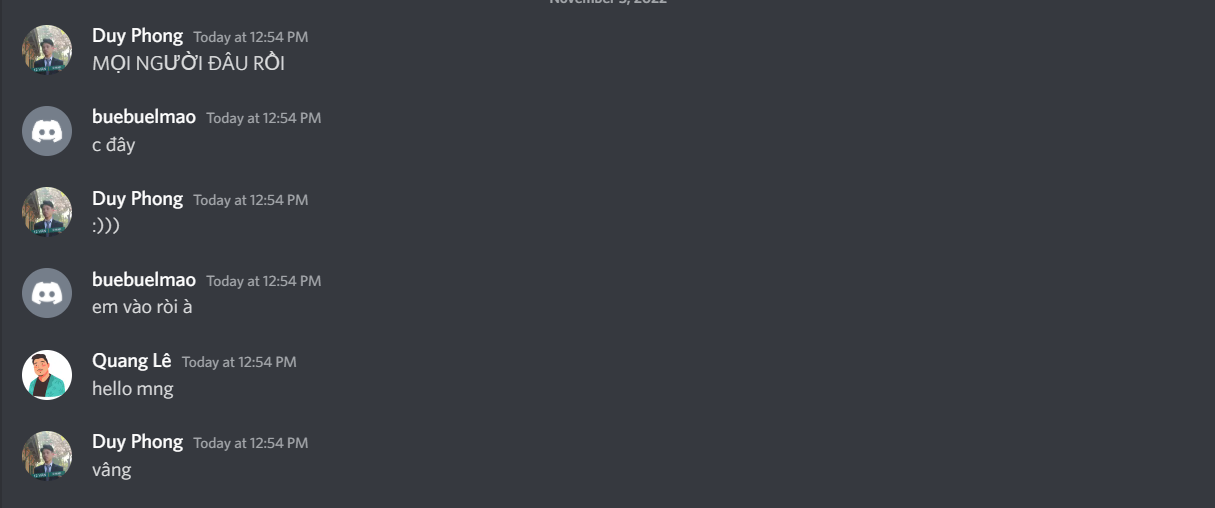 November 5, 2022
Duy Phong Today at 12:54 PM
MỌI NGƯỜI ĐÂU RỒI
buebuelmao Today at 12:54 PM
c đây
Duy Phong Today at 12:54 PM
:)))
buebuelmao Today at 12:54 PM
em vào ròi à
Quang Lê Today at 12:54 PM
hello mng
Duy Phong Today at 12:54 PM
vâng